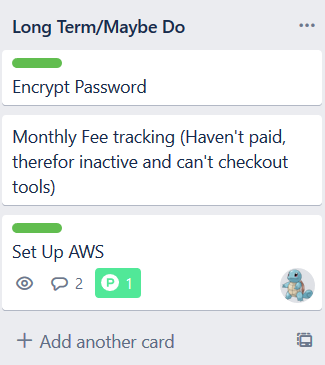 Long Term/Maybe Do
Encrypt Password
Monthly Fee tracking (Haven't paid,
therefor inactive and can't checkout
tools)
Set Up AWS
2 P 1
+ Add another card